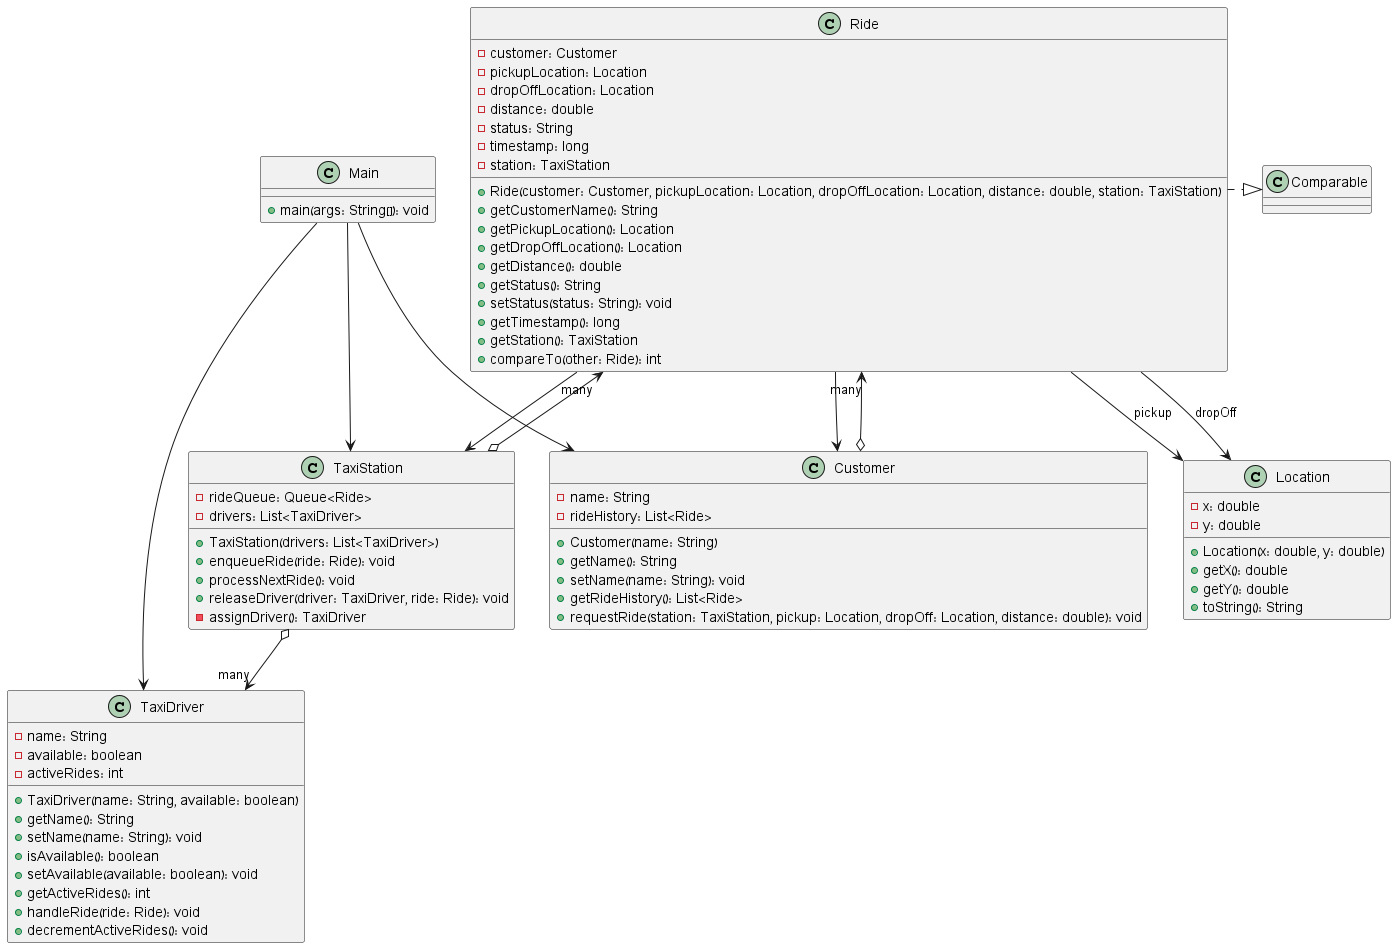 Ride
customer: Customer
pickupLocation: Location
dropOffLocation: Location
distance: double
status: String
timestamp: long
station: TaxiStation
Ride(customer: Customer, pickupLocation: Location, dropOffLocation: Location, distance: double, station: TaxiStation)
getCustomerName(): String
getPickupLocation(): Location
getDropOffLocation(): Location
getDistance(): double
getStatus(): String
setStatus(status: String): void
getTimestamp(): long
getStation(): TaxiStation
compareTo(other: Ride): int
Main
main(args: String[]): void
Comparable
many
many
pickup
dropOff
TaxiStation
rideQueue: Queue<Ride>
drivers: List<TaxiDriver>
TaxiStation(drivers: List<TaxiDriver>)
enqueueRide(ride: Ride): void
processNextRide(): void
releaseDriver(driver: TaxiDriver, ride: Ride): void
assignDriver(): TaxiDriver
Customer
name: String
rideHistory: List<Ride>
Customer(name: String)
getName(): String
setName(name: String): void
getRideHistory(): List<Ride>
requestRide(station: TaxiStation, pickup: Location, dropOff: Location, distance: double): void
Location
x: double
y: double
Location(x: double, y: double)
getX(): double
getY(): double
toString(): String
many
TaxiDriver
name: String
available: boolean
activeRides: int
TaxiDriver(name: String, available: boolean)
getName(): String
setName(name: String): void
isAvailable(): boolean
setAvailable(available: boolean): void
getActiveRides(): int
handleRide(ride: Ride): void
decrementActiveRides(): void